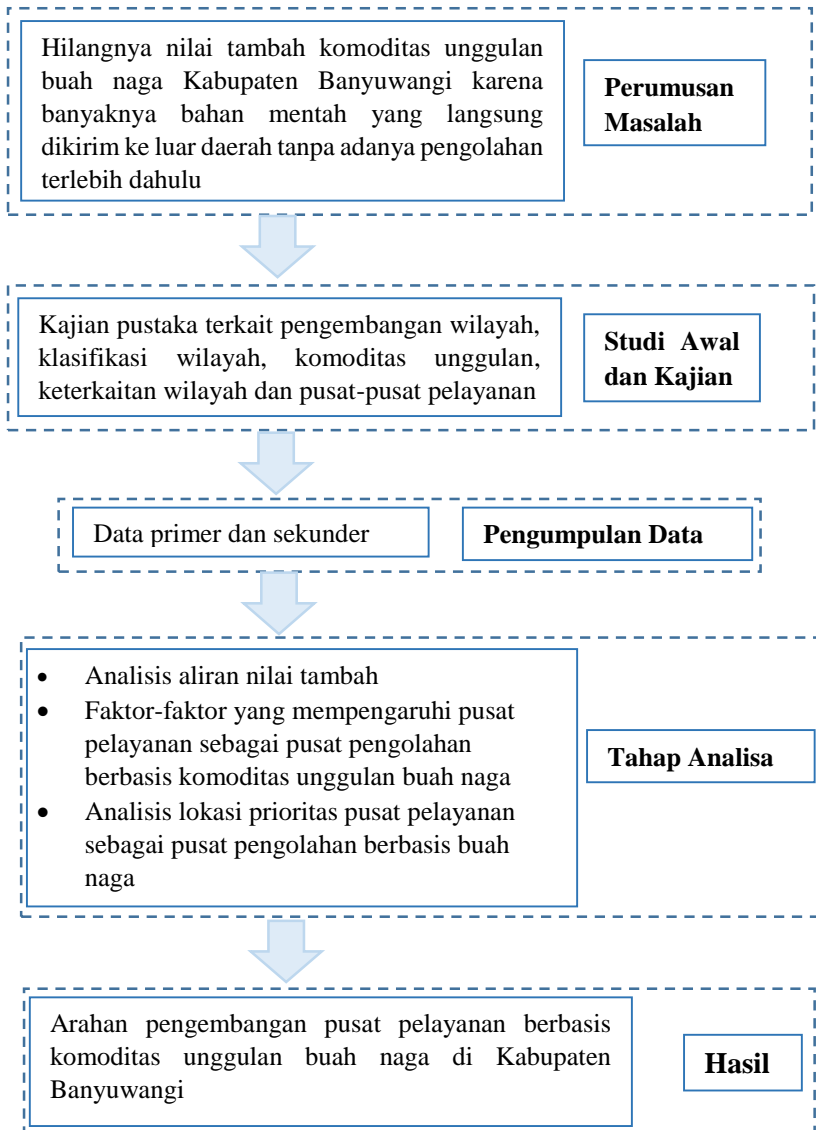 Hilangnya nilai tambah komoditas unggulan
buah naga Kabupaten Banyuwangi karena
banyaknya bahan mentah yang langsung
dikirim ke luar daerah tanpa adanya pengolahan
terlebih dahulu
Perumusan
Masalah
Kajian pustaka terkait pengembangan wilayah,
klasifikasi wilayah, komoditas unggulan,
keterkaitan wilayah dan pusat-pusat pelayanan
Studi Awal
dan Kajian
Data primer dan sekunder
Pengumpulan Data
• Analisis aliran nilai tambah
• Faktor-faktor yang mempengaruhi pusat
pelayanan sebagai pusat pengolahan
berbasis komoditas unggulan buah naga
• Analisis lokasi prioritas pusat pelayanan
sebagai pusat pengolahan berbasis buah
naga
Tahap Analisa
Arahan pengembangan pusat pelayanan berbasis
komoditas unggulan buah naga di Kabupaten
Banyuwangi
Hasil